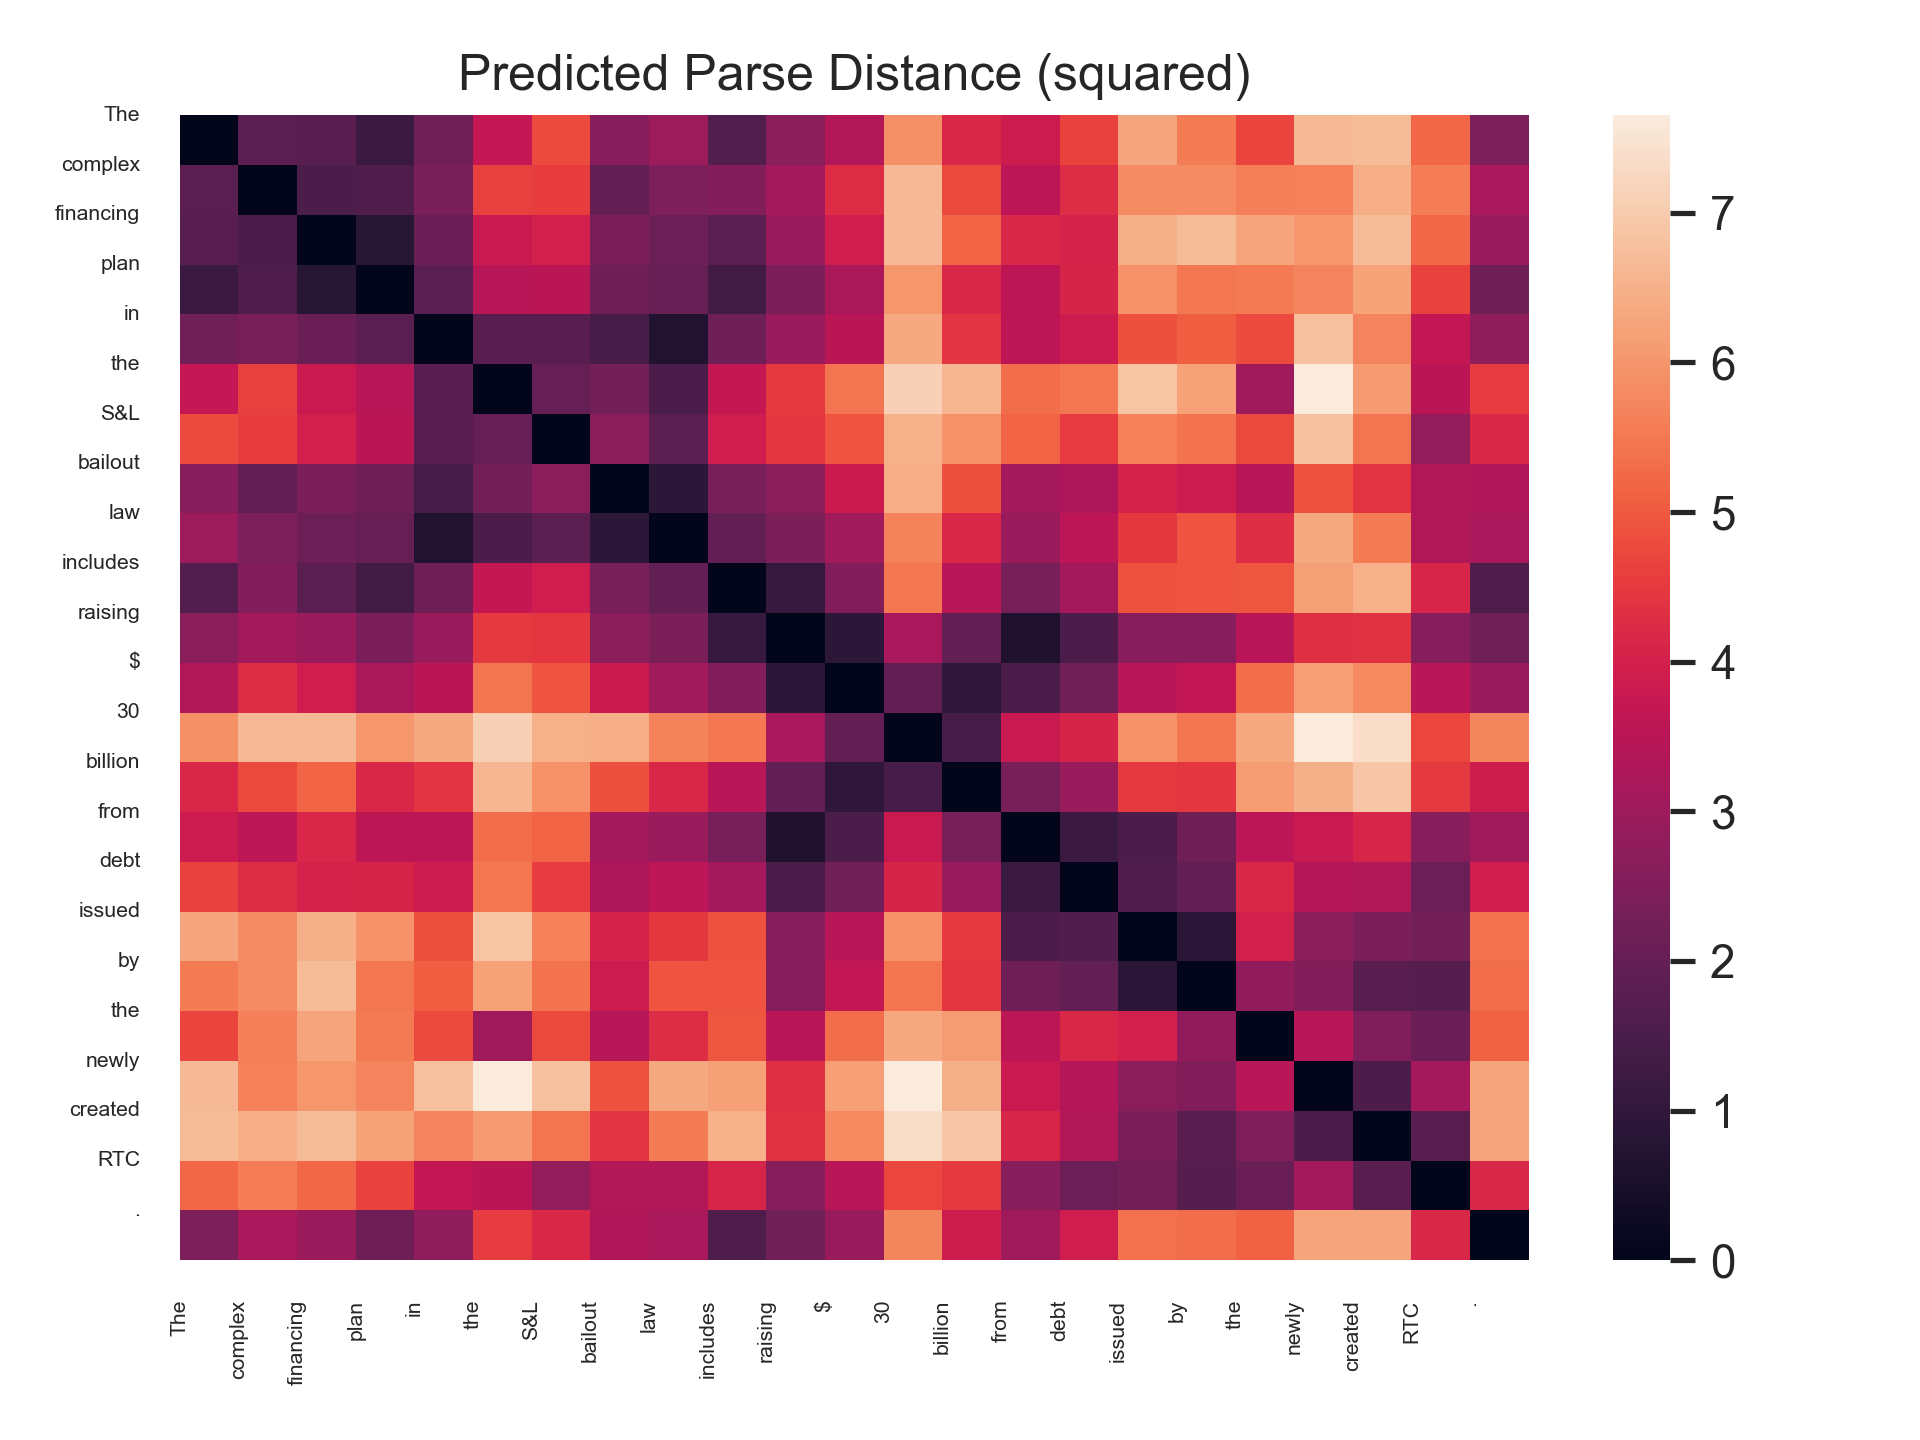 Predicted Parse Distance (squared)
The
complex
financing
plan
in
the
S&L
bailout
law
includes
raising
$
30
billion
from
debt
issued
by
the
newly
created
RTC
.
The
complex
financing
plan
in
the
S&L
bailout
law
includes
raising
$
30
billion
from
debt
issued
by
the
newly
created
RTC
.
7
6
5
4
3
2
1
0